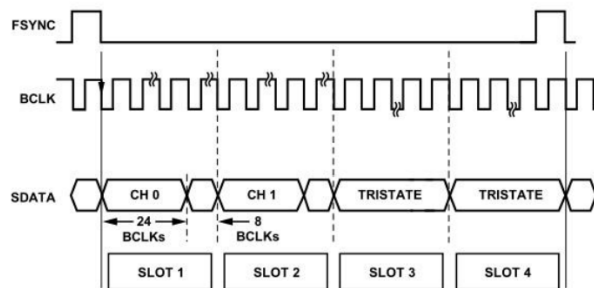 FSYNC
BCLK
SDATA
CH 0
CH 1
TRISTATE
TRISTATE
24
BCLKs
8
BCLKs
SLOT 1
SLOT 2
SLOT 3
SLOT 4